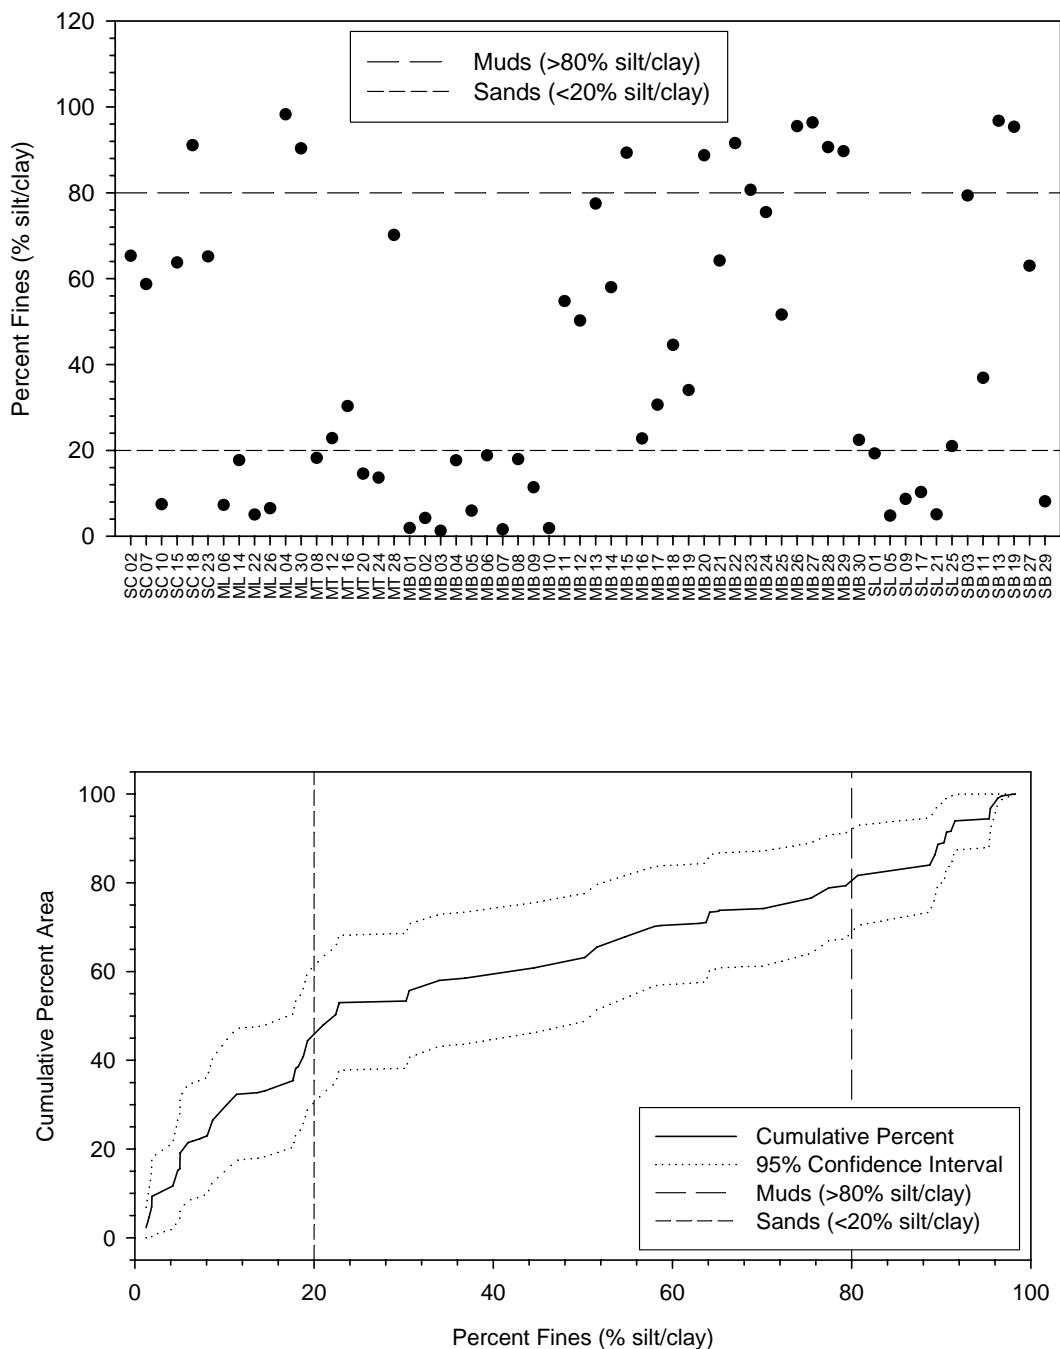 120
100
80
60
40
20
0
Percent Fines (% silt/clay)
Muds (>80% silt/clay)
Sands (<20% silt/clay)
SC 02
SC 07
SC 10
SC 15
SC 18
SC 23
ML 06
ML 14
ML 22
ML 26
ML 04
ML 30
MT 08
MT 12
MT 16
MT 20
MT 24
MT 28
MB 01
MB 02
MB 03
MB 04
MB 05
MB 06
MB 07
MB 08
MB 09
MB 10
MB 11
MB 12
MB 13
MB 14
MB 15
MB 16
MB 17
MB 18
MB 19
MB 20
MB 21
MB 22
MB 23
MB 24
MB 25
MB 26
MB 27
MB 28
MB 29
MB 30
SL 01
SL 05
SL 09
SL 17
SL 21
SL 25
SB 03
SB 11
SB 13
SB 19
SB 27
SB 29
100
80
60
40
20
0
Cumulative Percent Area
Cumulative Percent
95% Confidence Interval
Muds (>80% silt/clay)
Sands (<20% silt/clay)
0 20 40 60 80 100
Percent Fines (% silt/clay)